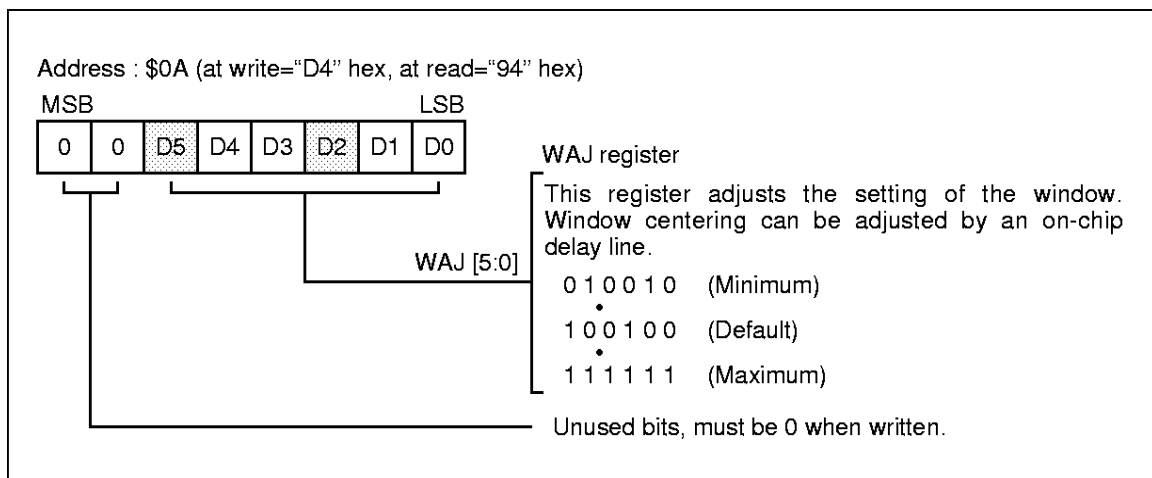 Address : $0A (at write=“D4” hex, at read=“94” hex)
MSB LSB
0 0 D5 D4 D3 D2 D1 D0
WAJ register
This register adjusts the setting of the window.
Window centering can be adjusted by an on-chip
delay line.
WAJ [5:0]
0 1 0 0 1 0 (Minimum)
1 0 0 1 0 0 (Default)
1 1 1 1 1 1 (Maximum)
Unused bits, must be 0 when written.